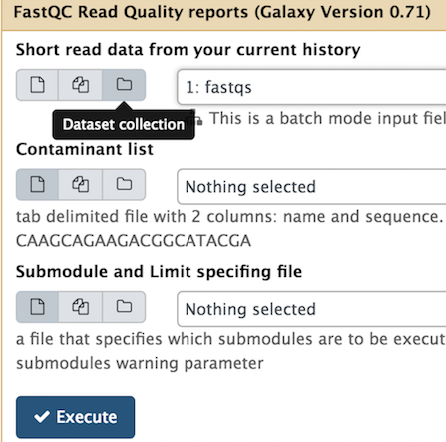 FastQC Read Quality reports (Galaxy Version 0.71)
Short read data from your current history
1: fastqs
Dataset collection
This is a batch mode input fiel
Contaminant list
Nothing selected
tab delimited file with 2 columns: name and sequence.
CAAGCAGAAGACGGCATACGA
Submodule and Limit specifing file
Nothing selected
a file that specifies which submodules are to be execut
submodules warning parameter
Execute